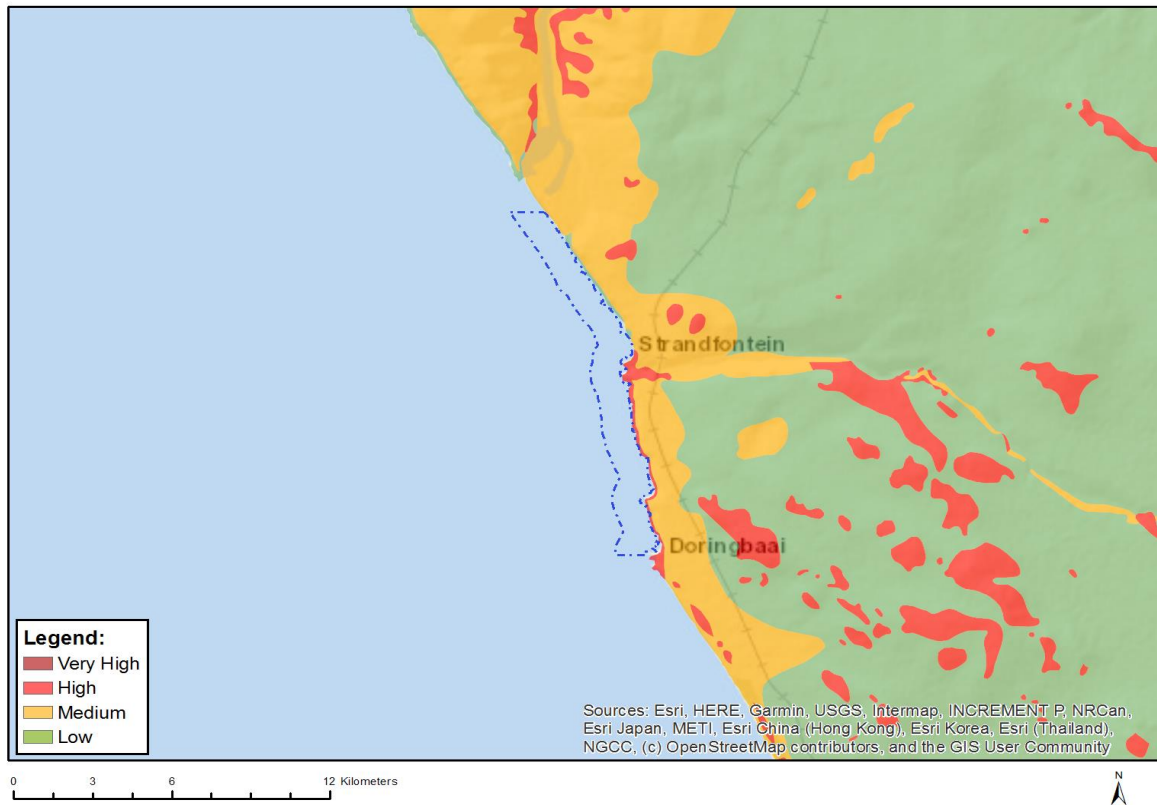 Strandfontein
Doringbaai
Legend:
Very High
High
Medium
Low
Sources: Esri, HERE, Garmin, USGS, Intermap, INCREMENT P, NRCan,
Esri Japan, METI, Esri China (Hong Kong), Esri Korea, Esri (Thailand),
NGCC, (c) OpenStreetMap contributors, and the GIS User Community
0 3 6 12 Kilometers
N